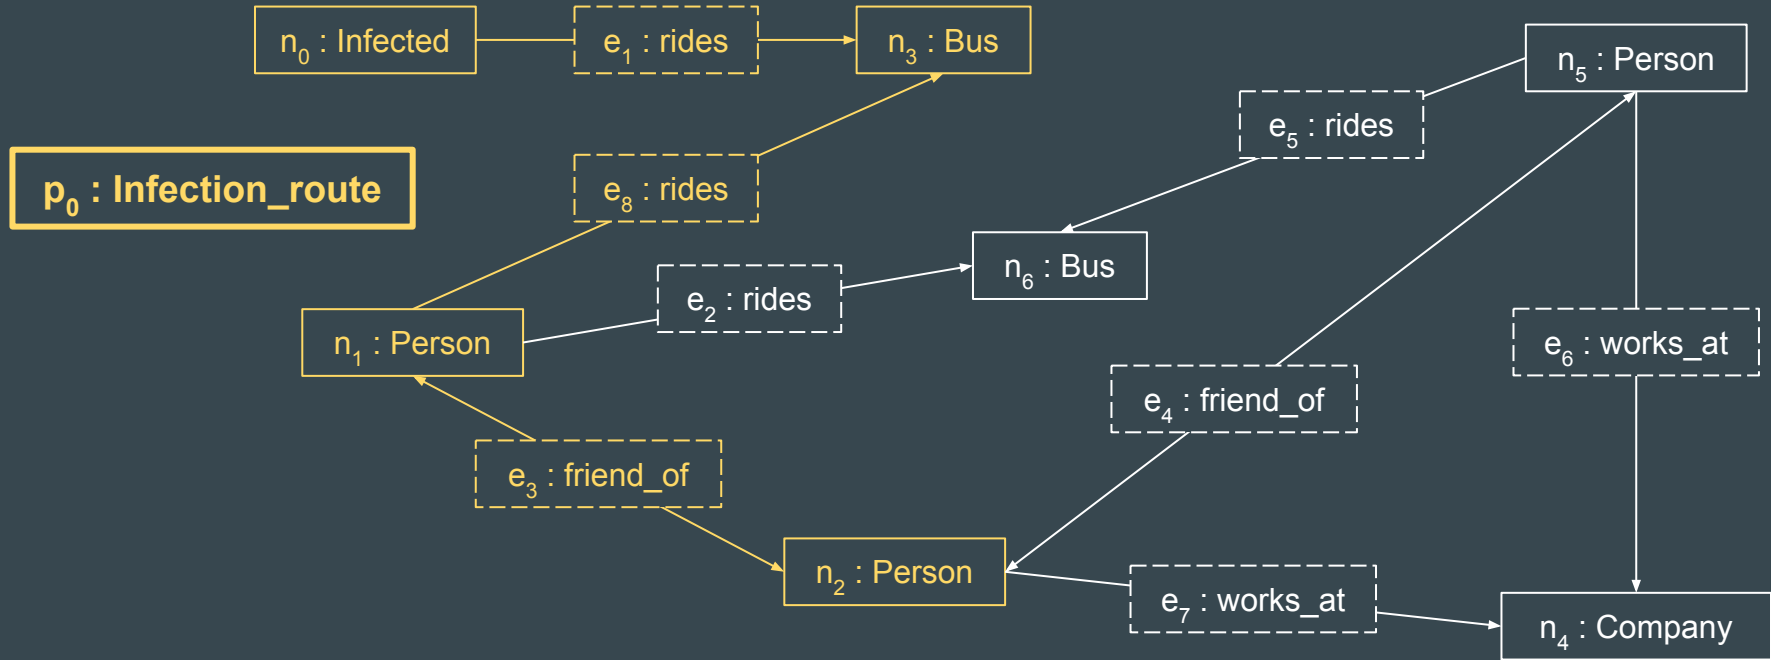 n₀ : Infected
e₁ : rides
n₃ : Bus
n₅ : Person
e₅ : rides
p₀ : Infection_route
e₈ : rides
n₆ : Bus
e₂ : rides
n₁ : Person
e₆ : works_at
e₄ : friend_of
e₃ : friend_of
n₂ : Person
e₇ : works_at
n₄ : Company